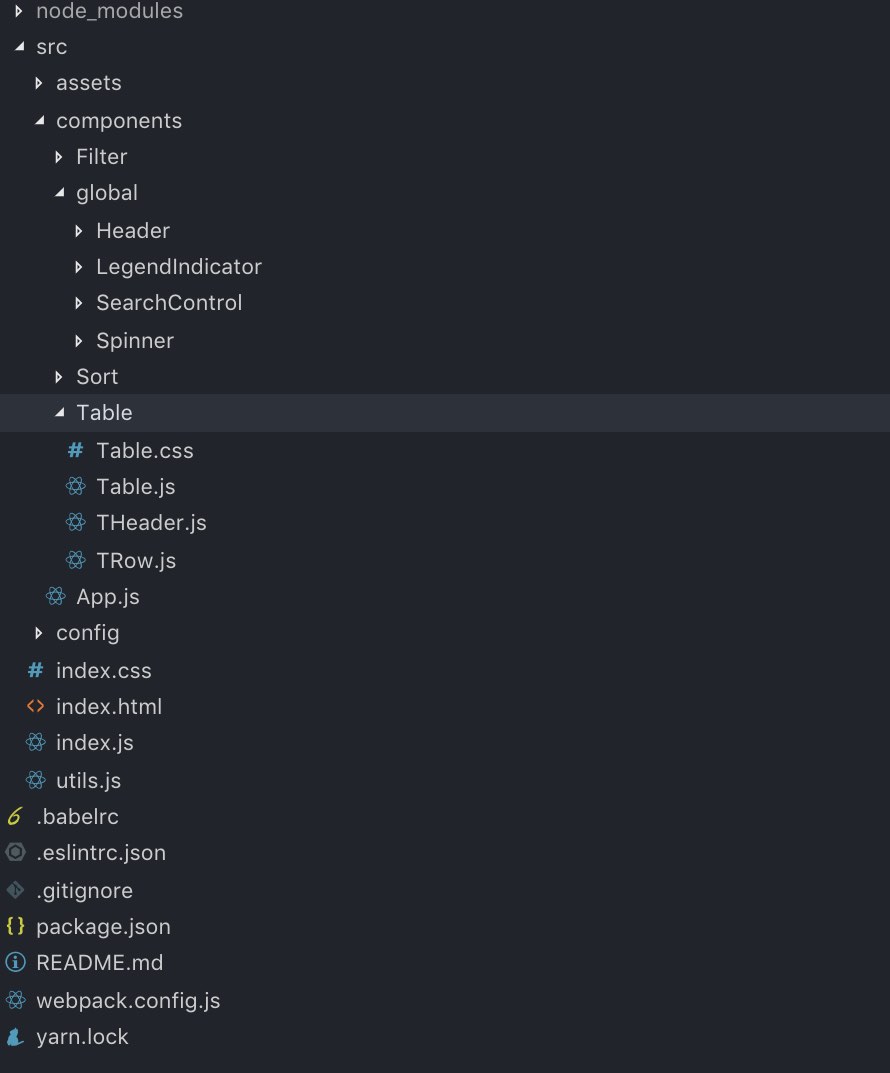 node_modules
src
assets
components
Filter
global
Header
LegendIndicator
SearchControl
Spinner
Sort
Table
Table.css
Table.js
THeader.js
TRow.js
App.js
config
index.css
index.html
index.js
utils.js
.babelrc
.eslintrc.json
.gitignore
package.json
README.md
webpack.config.js
yarn.lock